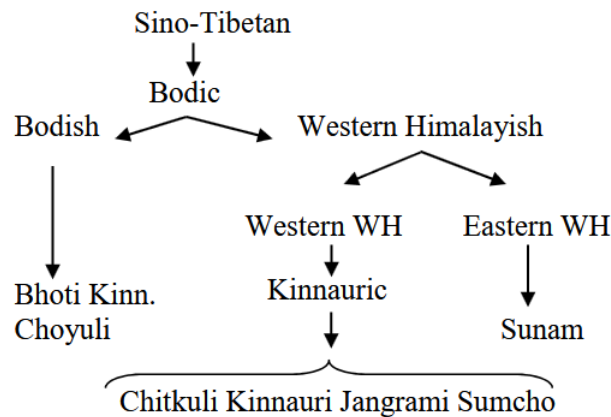 Sino-Tibetan
Bodic
Bodish
Western Himalayish
Western WH
Eastern WH
Bhoti Kinn.
Choyuli
Kinnauric
Sunam
Chitkuli Kinnauri Jangrami Sumcho